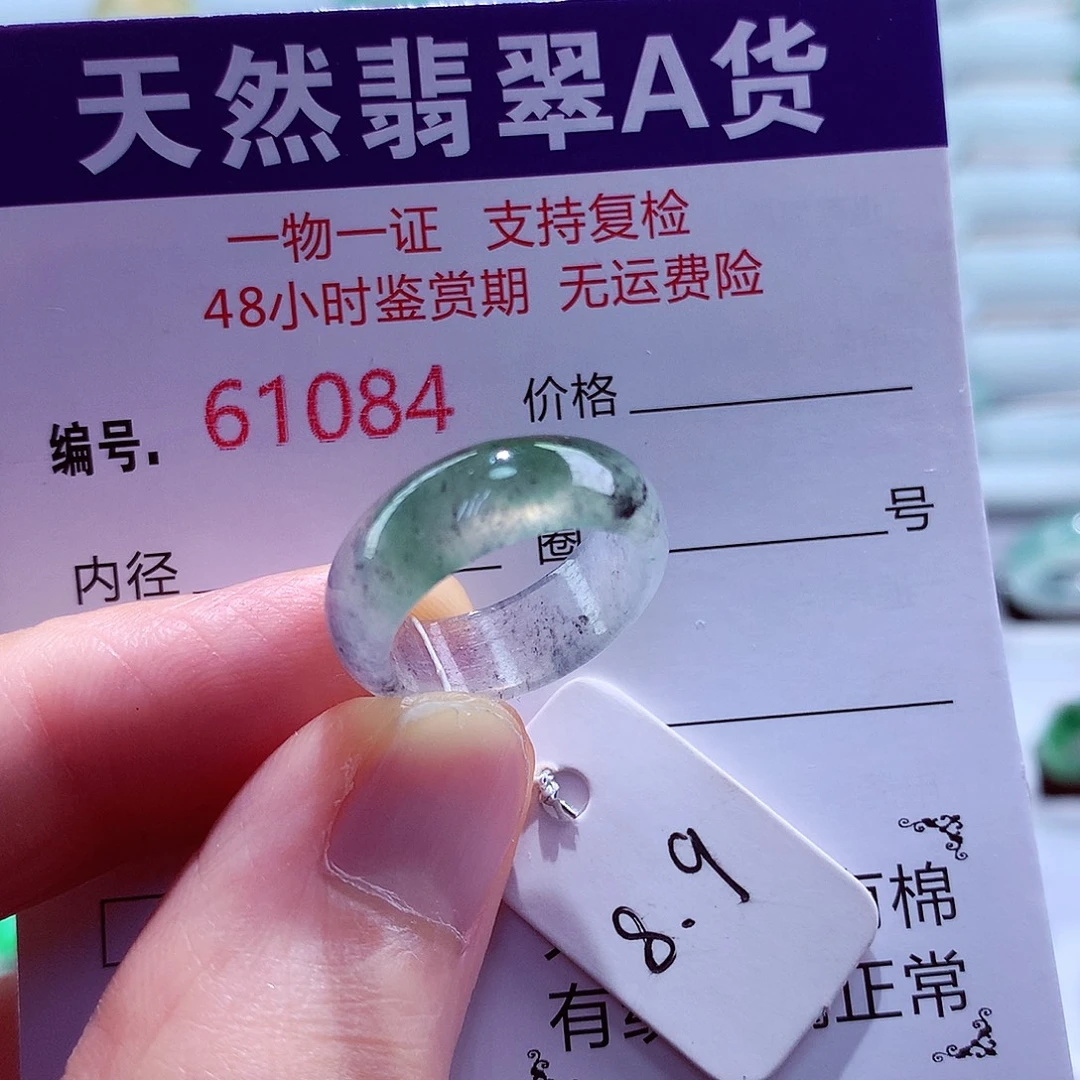 天然翡翠A货
一物一证 支持复检
48小时鉴赏期 无运费险
编号. 61084 价格
内径 圈 号
8.9
棉
有 正常